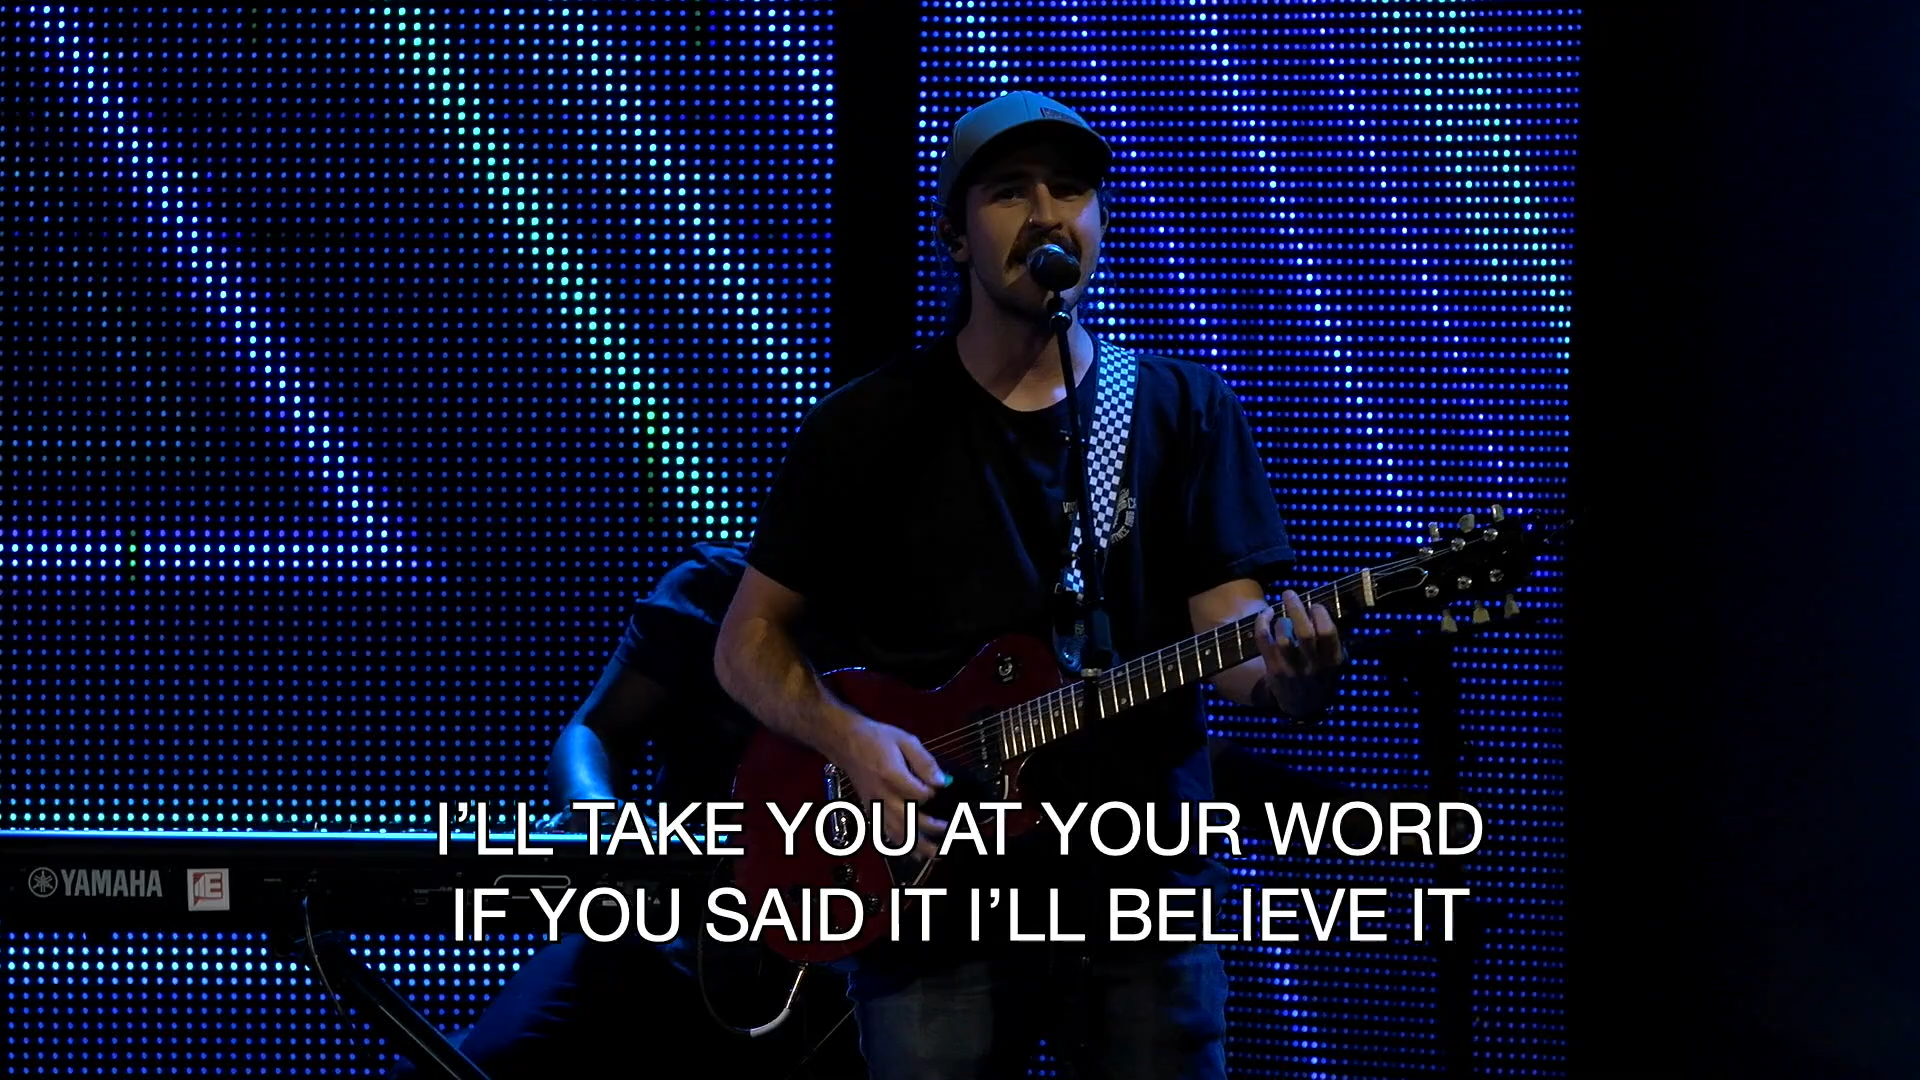 I’LL TAKE YOU AT YOUR WORD
IF YOU SAID IT I’LL BELIEVE IT
YAMAHA